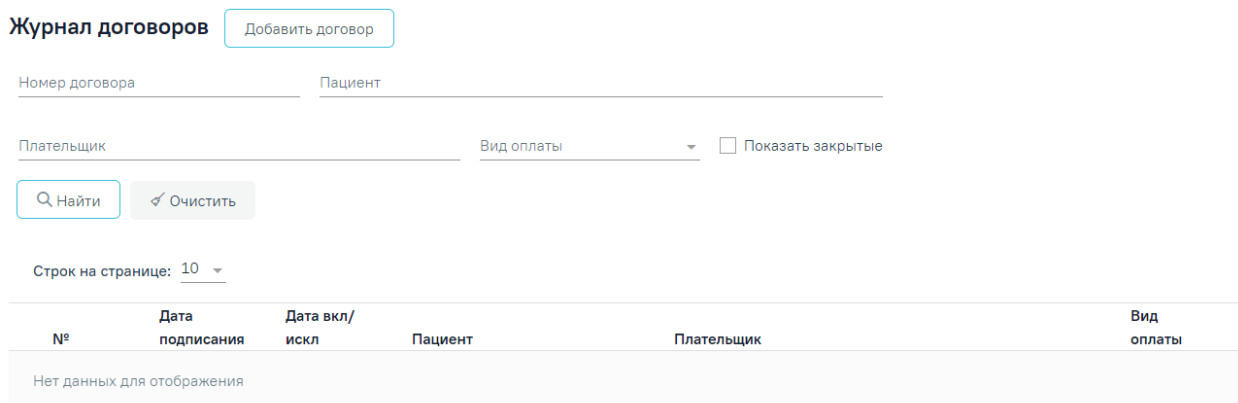 Журнал договоров Добавить договор
Номер договора Пациент
Плательщик Вид оплаты Показать закрытые
Найти Очистить
Строк на странице: 10
Дата Дата вкл/ Вид
№ подписания искл Пациент Плательщик оплаты
Нет данных для отображения